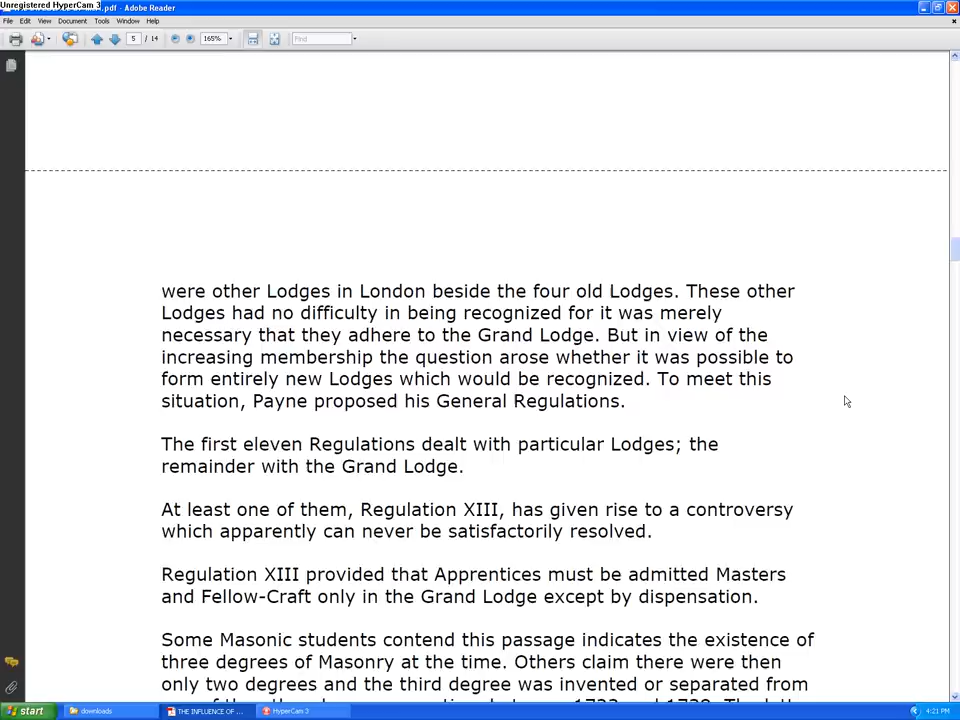 Unregistered HyperCam 3
.pdf - Adobe Reader
File Edit View Document Tools Window Help
5 / 14 165% Find
were other Lodges in London beside the four old Lodges. These other
Lodges had no difficulty in being recognized for it was merely
necessary that they adhere to the Grand Lodge. But in view of the
increasing membership the question arose whether it was possible to
form entirely new Lodges which would be recognized. To meet this
situation, Payne proposed his General Regulations.
The first eleven Regulations dealt with particular Lodges; the
remainder with the Grand Lodge.
At least one of them, Regulation XIII, has given rise to a controversy
which apparently can never be satisfactorily resolved.
Regulation XIII provided that Apprentices must be admitted Masters
and Fellow-Craft only in the Grand Lodge except by dispensation.
Some Masonic students contend this passage indicates the existence of
three degrees of Masonry at the time. Others claim there were then
only two degrees and the third degree was invented or separated from
start downloads THE INFLUENCE OF ... HyperCam 3 4:21 PM